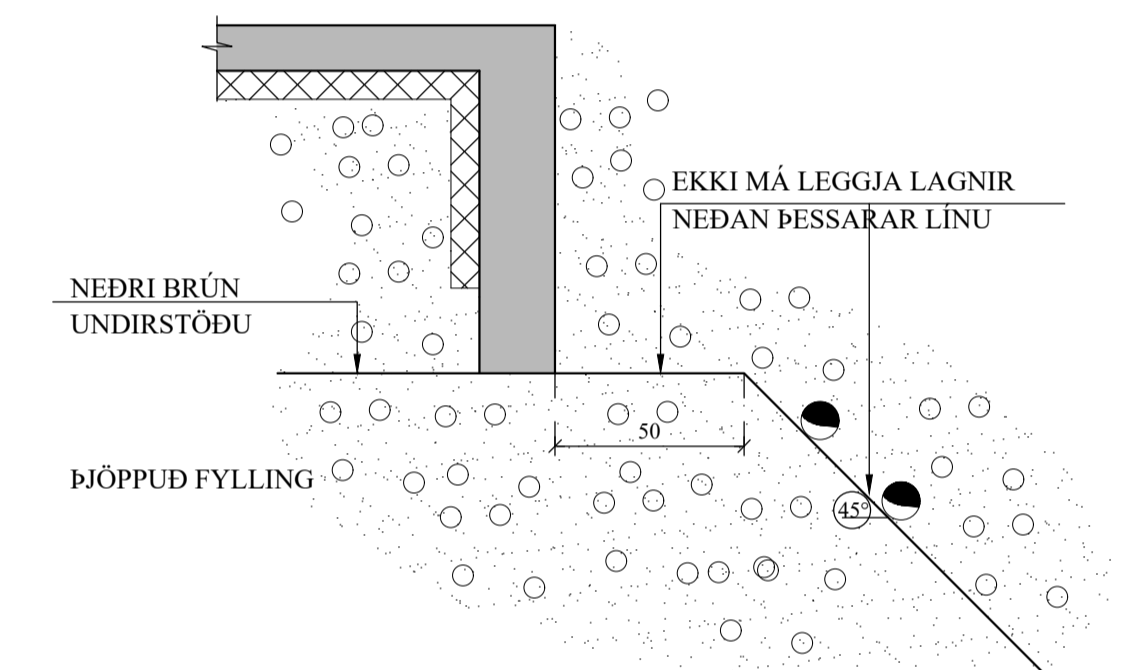 EKKI MÁ LEGGJA LAGNIR
NEÐAN ÞESSARAR LÍNU
NEÐRI BRÚN
UNDIRSTÖÐU
50
ÞJÖPPUÐ FYLLING
45°